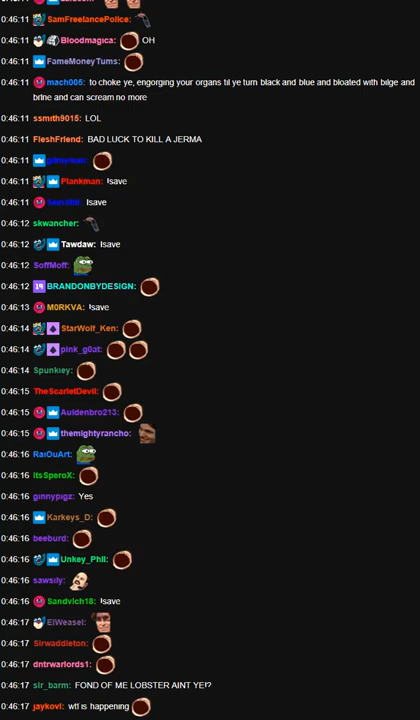 0:46:11 SamFreelancePolice:
0:46:11 Bloodmagica: OH
0:46:11 FameMoneyTums:
0:46:11 mach005: to choke ye, engorging your organs til ye turn black and blue and bloated with bilge and
brine and can scream no more
0:46:11 ssmith9015: LOL
0:46:11 FleshFriend: BAD LUCK TO KILL A JERMA
0:46:11
0:46:11 Plankman: !save
0:46:11 !save
0:46:12 skwancher:
0:46:12 Tawdaw: !save
0:46:12 SoffMoff:
0:46:12 19 BRANDONBYDESIGN:
0:46:13 M0RKVA: !save
0:46:14 StarWolf_Ken:
0:46:14 pink_g0at:
0:46:14 Spunkiey:
0:46:15 TheScarletDevil:
0:46:15 Auldenbro213:
0:46:15 themightyrancho:
0:46:16 RaiOuArt:
0:46:16 ItsSperoX:
0:46:16 ginnypigz: Yes
0:46:16 Karkeys_D:
0:46:16 beeburd:
0:46:16 Unkey_Phil:
0:46:16 sawsily:
0:46:16 Sandvich18: !save
0:46:17 ElWeasel:
0:46:17 Sirwaddleton:
0:46:17 dntrwarlords1:
0:46:17 sir_barm: FOND OF ME LOBSTER AINT YE!?
0:46:17 jaykovi: wtf is happening